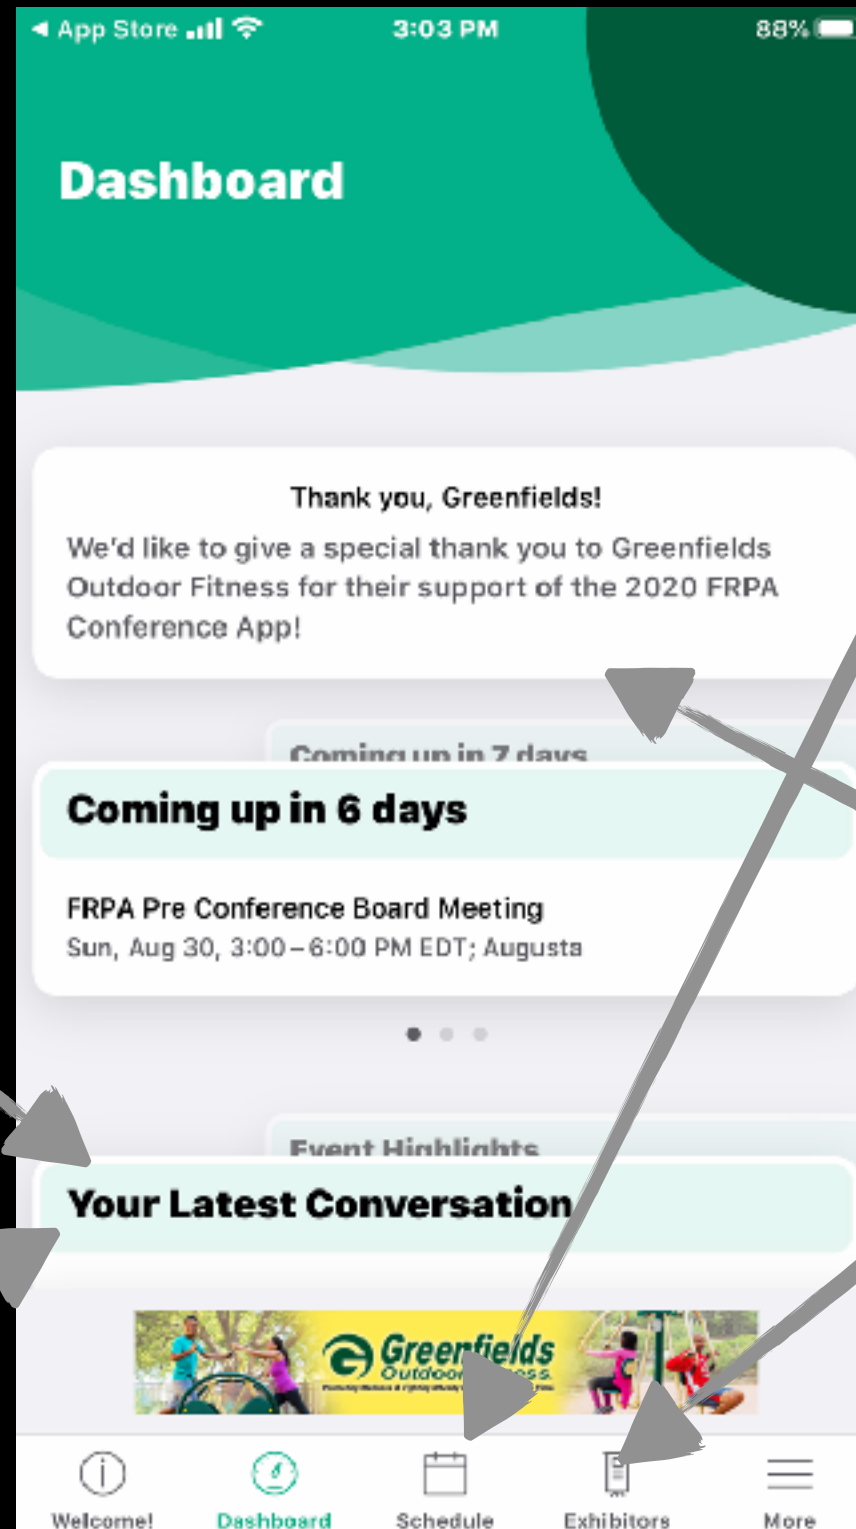 App Store
3:03 PM
88%
Dashboard
Thank you, Greenfields!
We'd like to give a special thank you to Greenfields
Outdoor Fitness for their support of the 2020 FRPA
Conference App!
Coming up in 7 days
Coming up in 6 days
FRPA Pre Conference Board Meeting
Sun, Aug 30, 3:00–6:00 PM EDT; Augusta
Event Highlights
Your Latest Conversation
Greenfields
Outdoor
Welcome!
Dashboard
Schedule
Exhibitors
More